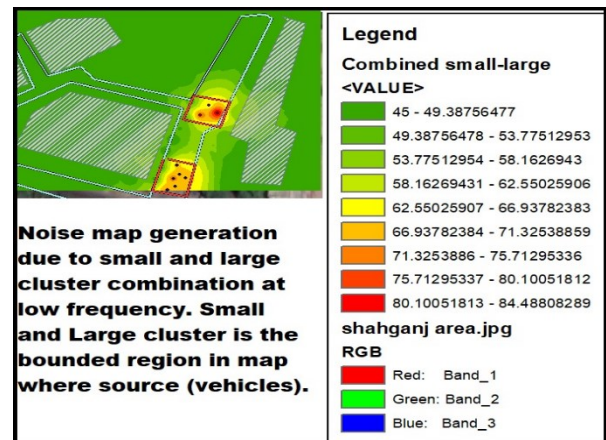 Noise map generation
due to small and large
cluster combination at
low frequency. Small
and Large cluster is the
bounded region in map
where source (vehicles).
Legend
Combined small-large
<VALUE>
45 - 49.38756477
49.38756478 - 53.77512953
53.77512954 - 58.1626943
58.16269431 - 62.55025906
62.55025907 - 66.93782383
66.93782384 - 71.32538859
71.3253886 - 75.71295336
75.71295337 - 80.10051812
80.10051813 - 84.48808289
shahganj area.jpg
RGB
Red: Band_1
Green: Band_2
Blue: Band_3